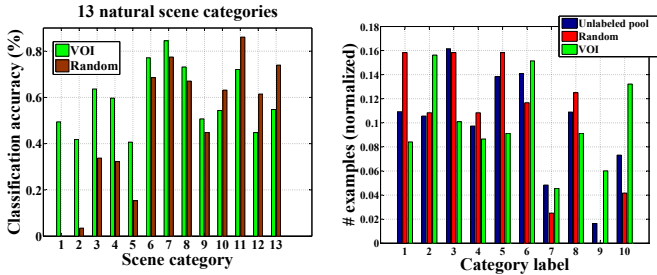 13 natural scene categories
Classification accuracy (%)
0.8
0.6
0.4
0.2
0
VOI
Random
1 2 3 4 5 6 7 8 9 10 11 12 13
Scene category
# examples (normalized)
0.18
0.16
0.14
0.12
0.1
0.08
0.06
0.04
0.02
0
Unlabeled pool
Random
VOI
1 2 3 4 5 6 7 8 9 10
Category label